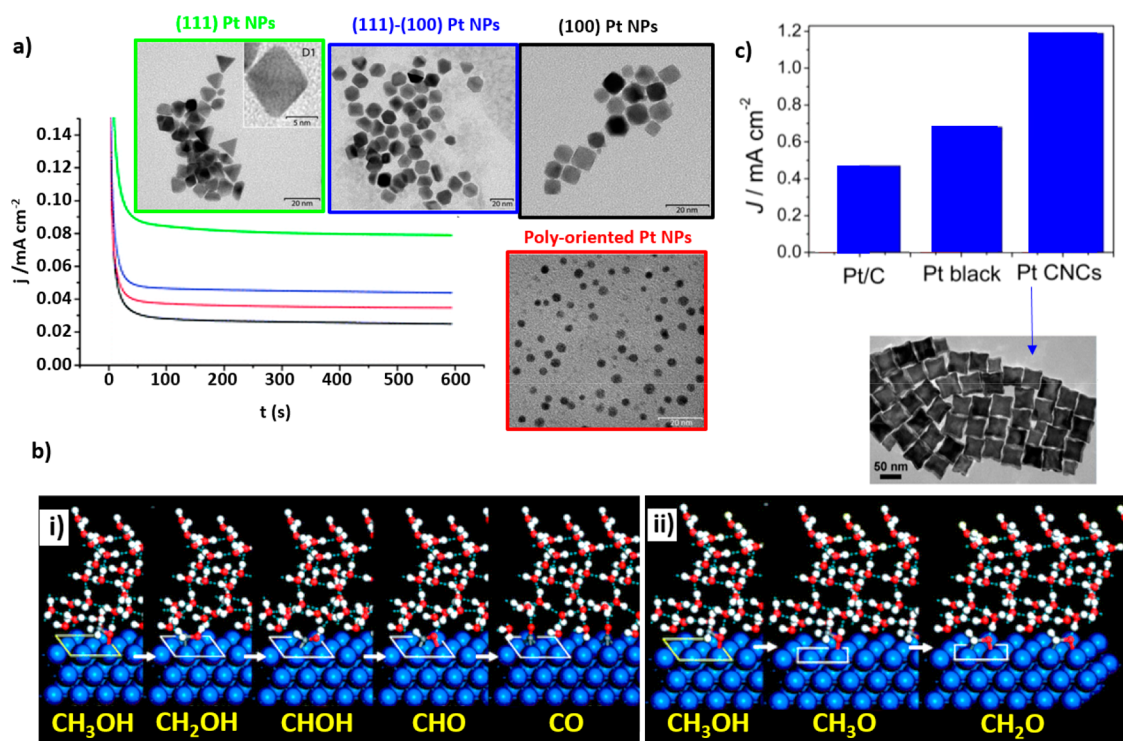 a)
(111) Pt NPs
(111)-(100) Pt NPs
(100) Pt NPs
D1
5 nm
20 nm
20 nm
20 nm
j /mA cm⁻²
0.14
0.12
0.10
0.08
0.06
0.04
0.02
0.00
0 100 200 300 400 500 600
t (s)
Poly-oriented Pt NPs
20 nm
c)
J / mA cm⁻²
1.2
1.0
0.8
0.6
0.4
0.2
0.0
Pt/C Pt black Pt CNCs
50 nm
b)
i)
CH₃OH CH₂OH CHOH CHO CO
ii)
CH₃OH CH₃O CH₂O